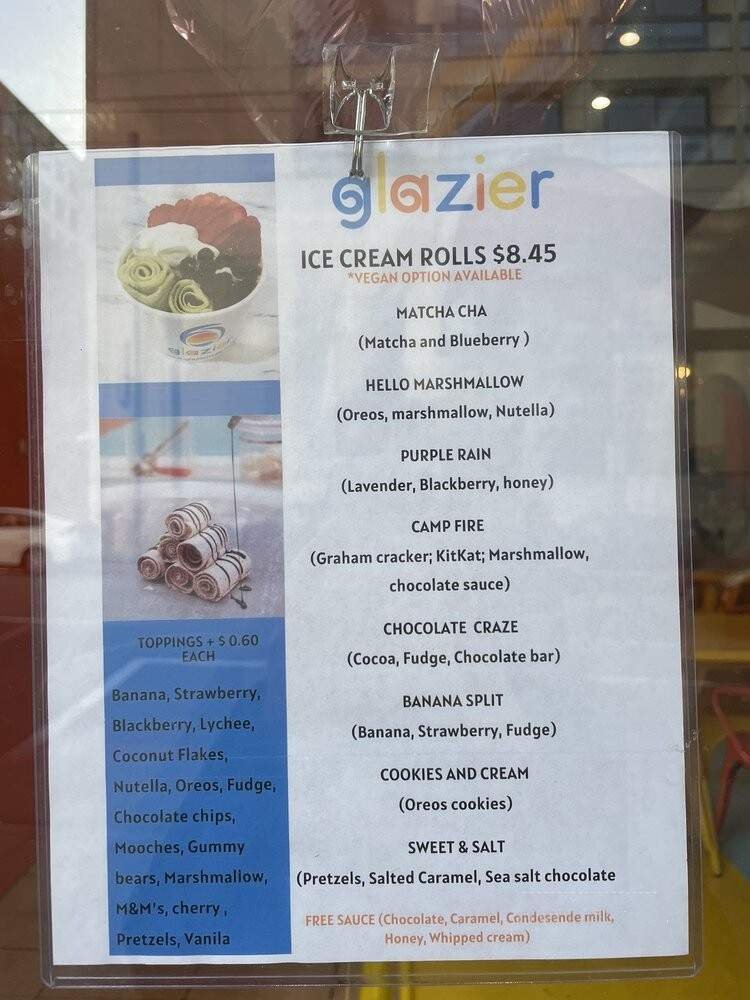 glazier
ICE CREAM ROLLS $8.45
*VEGAN OPTION AVAILABLE
MATCHA CHA
(Matcha and Blueberry )
HELLO MARSHMALLOW
(Oreos, marshmallow, Nutella)
PURPLE RAIN
(Lavender, Blackberry, honey)
CAMP FIRE
(Graham cracker; KitKat; Marshmallow,
chocolate sauce)
CHOCOLATE CRAZE
(Cocoa, Fudge, Chocolate bar)
BANANA SPLIT
(Banana, Strawberry, Fudge)
COOKIES AND CREAM
(Oreos cookies)
SWEET & SALT
(Pretzels, Salted Caramel, Sea salt chocolate
FREE SAUCE (Chocolate, Caramel, Condesende milk,
Honey, Whipped cream)
glazier
TOPPINGS + $ 0.60
EACH
Banana, Strawberry,
Blackberry, Lychee,
Coconut Flakes,
Nutella, Oreos, Fudge,
Chocolate chips,
Mooches, Gummy
bears, Marshmallow,
M&M's, cherry ,
Pretzels, Vanila